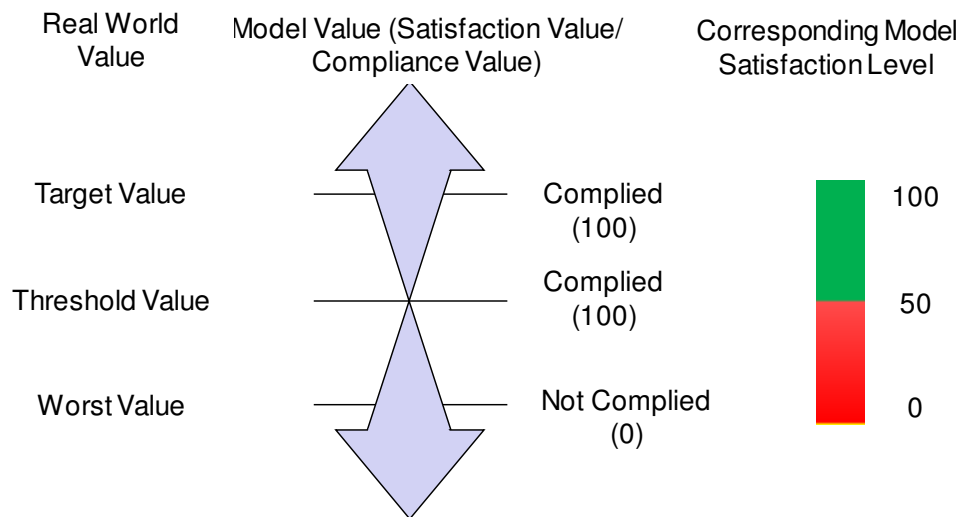 Real World
Value
Model Value (Satisfaction Value/
Compliance Value)
Corresponding Model
Satisfaction Level
Target Value
Complied
(100)
100
Threshold Value
Complied
(100)
50
Worst Value
Not Complied
(0)
0